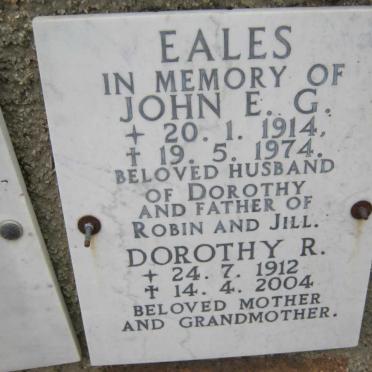 EALES
IN MEMORY OF
JOHN E. G.
+ 20. 1. 1914,
✝ 19. 5. 1974.
BELOVED HUSBAND
OF DOROTHY
AND FATHER OF
ROBIN AND JILL.
DOROTHY R.
+ 24. 7. 1912
✝ 14. 4. 2004
BELOVED MOTHER
AND GRANDMOTHER.